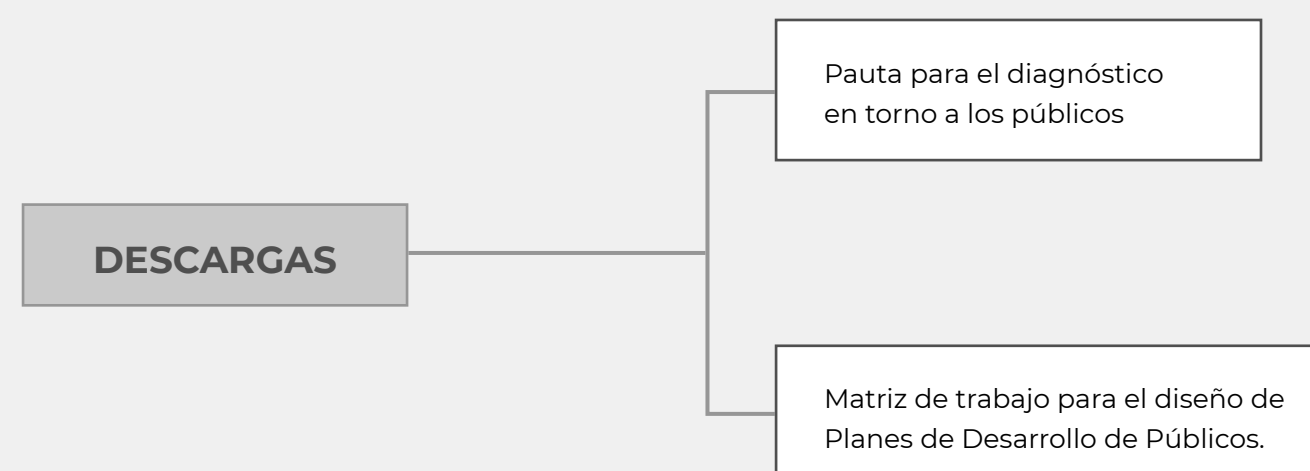 Pauta para el diagnóstico
en torno a los públicos
DESCARGAS
Matriz de trabajo para el diseño de
Planes de Desarrollo de Públicos.